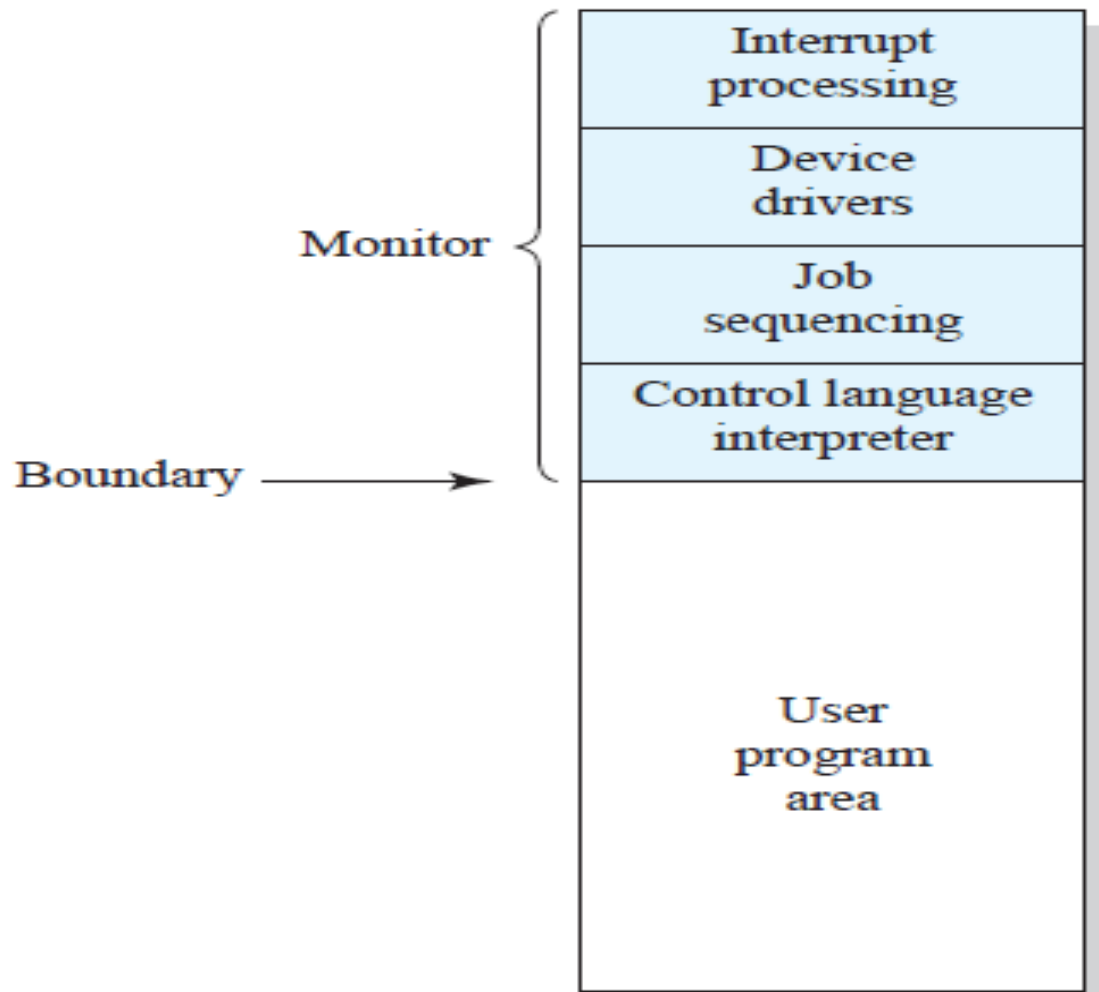 Interrupt
processing
Device
drivers
Monitor
Job
sequencing
Control language
interpreter
Boundary
User
program
area